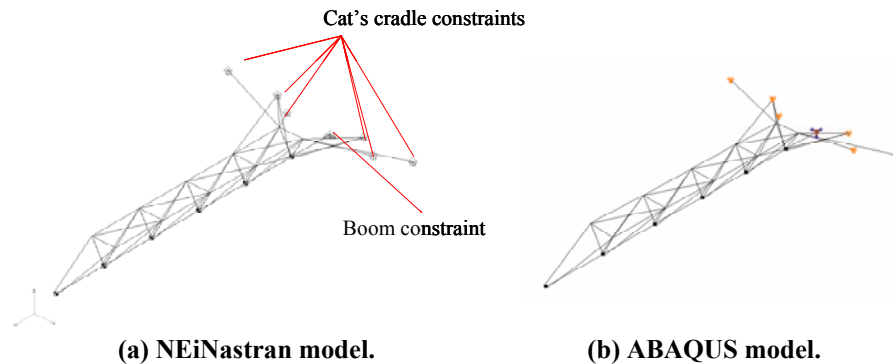 Cat's cradle constraints
Boom constraint
(a) NEiNastran model.
(b) ABAQUS model.